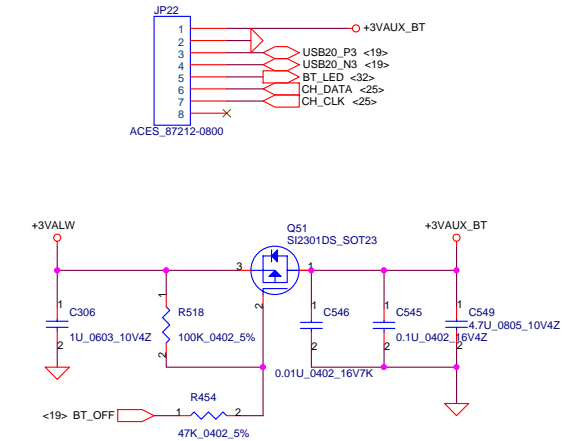 JP22
1
+3VAUX_BT
2
3
USB20_P3 <19>
4
USB20_N3 <19>
5
BT_LED <32>
6
CH_DATA <25>
7
CH_CLK <25>
8
ACES_87212-0800
+3VALW
Q51
SI2301DS_SOT23
+3VAUX_BT
3
1
2
1
C306
2
1U_0603_10V4Z
1
R518
2
100K_0402_5%
1
C546
2
0.01U_0402_16V7K
1
C545
2
0.1U_0402_16V4Z
1
C549
2
4.7U_0805_10V4Z
<19> BT_OFF
1
R454
2
47K_0402_5%